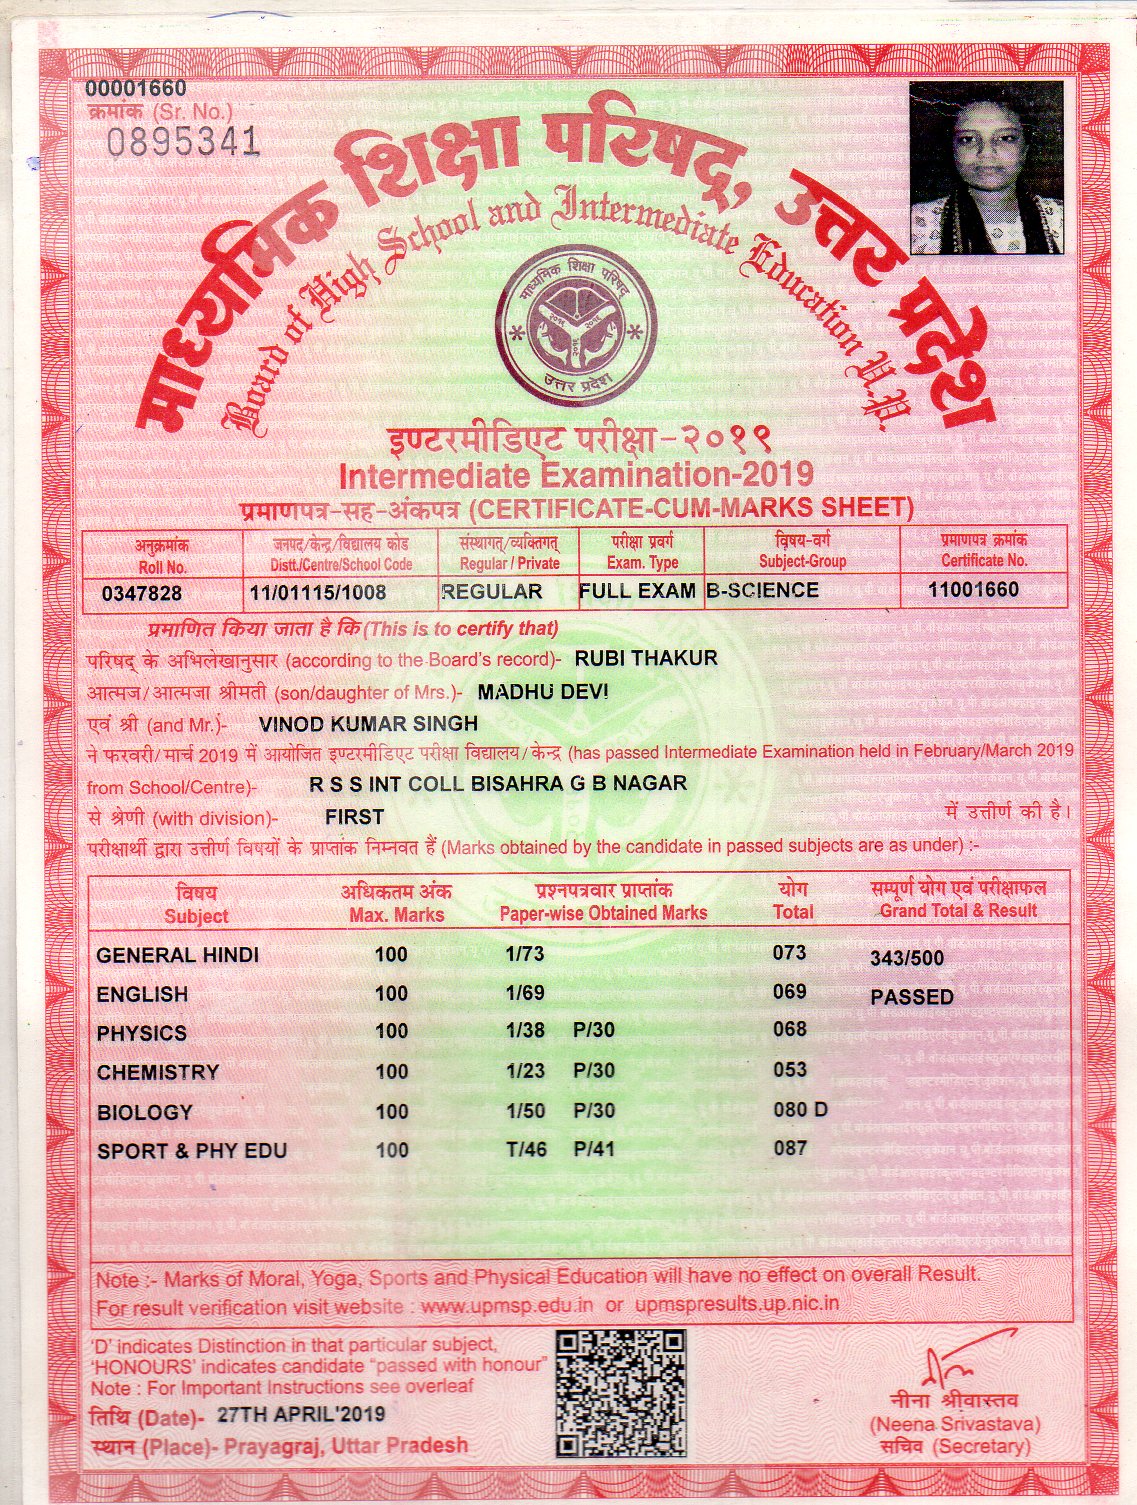 00001660
क्रमांक (Sr. No.)
0895341
माध्यमिक शिक्षा परिषद्, उत्तर प्रदेश
Board of High School and Intermediate Education U.P.
माध्यमिक शिक्षा परिषद्
उत्तर प्रदेश
इण्टरमीडिएट परीक्षा-२०१९
Intermediate Examination-2019
प्रमाणपत्र-सह-अंकपत्र (CERTIFICATE-CUM-MARKS SHEET)
अनुक्रमांक जनपद/केन्द्र/विद्यालय कोड संस्थागत्/व्यक्तिगत् परीक्षा प्रवर्ग विषय-वर्ग प्रमाणपत्र क्रमांक
Roll No. Distt./Centre/School Code Regular / Private Exam. Type Subject-Group Certificate No.
0347828 11/01115/1008 REGULAR FULL EXAM B-SCIENCE 11001660
प्रमाणित किया जाता है कि (This is to certify that)
परिषद् के अभिलेखानुसार (according to the Board's record)- RUBI THAKUR
आत्मज/आत्मजा श्रीमती (son/daughter of Mrs.)- MADHU DEVI
एवं श्री (and Mr.)- VINOD KUMAR SINGH
ने फरवरी/मार्च 2019 में आयोजित इण्टरमीडिएट परीक्षा विद्यालय/केन्द्र (has passed Intermediate Examination held in February/March 2019
from School/Centre)- R S S INT COLL BISAHRA G B NAGAR
से श्रेणी (with division)- FIRST में उत्तीर्ण की है।
परीक्षार्थी द्वारा उत्तीर्ण विषयों के प्राप्तांक निम्नवत हैं (Marks obtained by the candidate in passed subjects are as under) :-
विषय अधिकतम अंक प्रश्नपत्रवार प्राप्तांक योग सम्पूर्ण योग एवं परीक्षाफल
Subject Max. Marks Paper-wise Obtained Marks Total Grand Total & Result
GENERAL HINDI 100 1/73 073 343/500
ENGLISH 100 1/69 069 PASSED
PHYSICS 100 1/38 P/30 068
CHEMISTRY 100 1/23 P/30 053
BIOLOGY 100 1/50 P/30 080 D
SPORT & PHY EDU 100 T/46 P/41 087
Note :- Marks of Moral, Yoga, Sports and Physical Education will have no effect on overall Result.
For result verification visit website : www.upmsp.edu.in or upmspresults.up.nic.in
'D' indicates Distinction in that particular subject,
'HONOURS' indicates candidate "passed with honour"
Note : For Important Instructions see overleaf
तिथि (Date)- 27TH APRIL'2019
स्थान (Place)- Prayagraj, Uttar Pradesh
नीना श्रीवास्तव
(Neena Srivastava)
सचिव (Secretary)